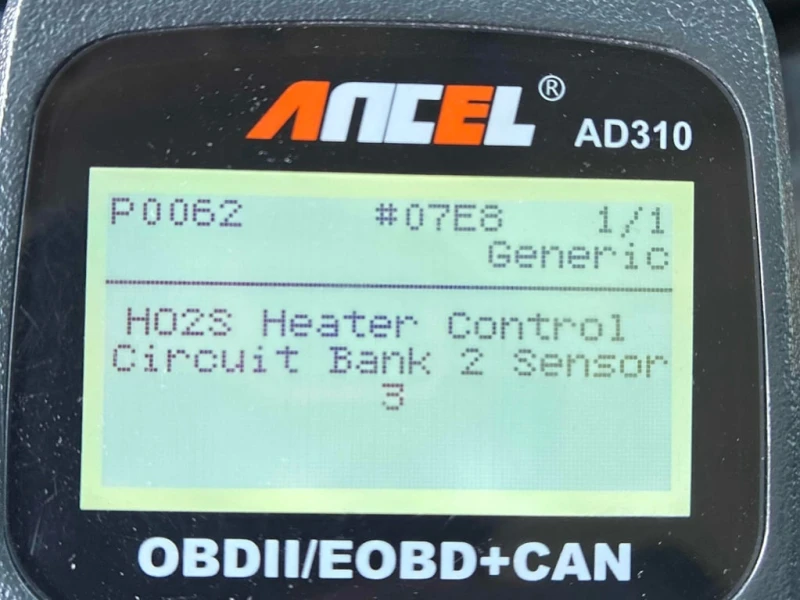 ANCEL®
AD310
P0062 #07E8 1/1
Generic
HO2S Heater Control
Circuit Bank 2 Sensor
3
OBDII/EOBD+CAN